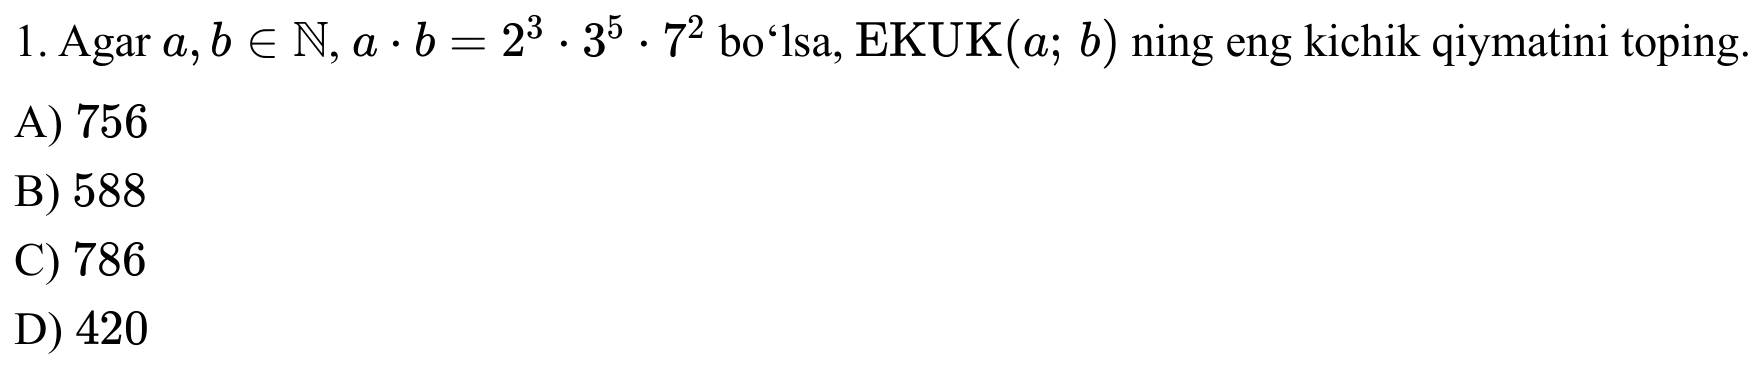 1. Agar a, b ∈ ℕ, a · b = 2³ · 3⁵ · 7² bo‘lsa, EKUK(a; b) ning eng kichik qiymatini toping.
A) 756
B) 588
C) 786
D) 420